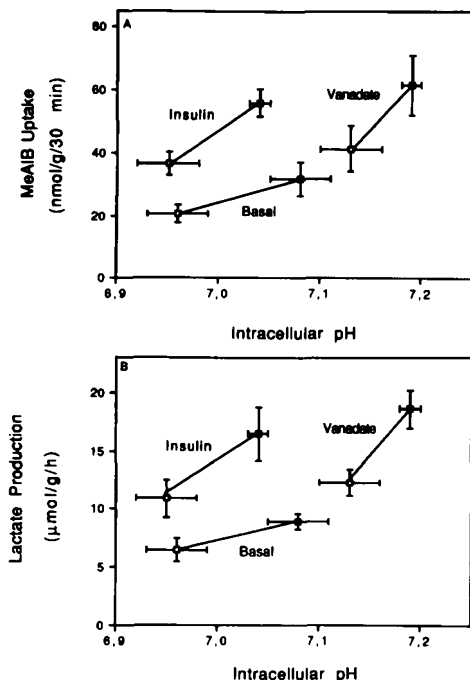 A
MeAIB Uptake
(nmol/g/30 min)
80
60
40
20
0
Insulin
Vanadate
Basal
6,9
7,0
7,1
7,2
Intracellular pH
B
Lactate Production
(μmol/g/h)
20
15
10
5
0
Insulin
Vanadate
Basal
6,9
7,0
7,1
7,2
Intracellular pH